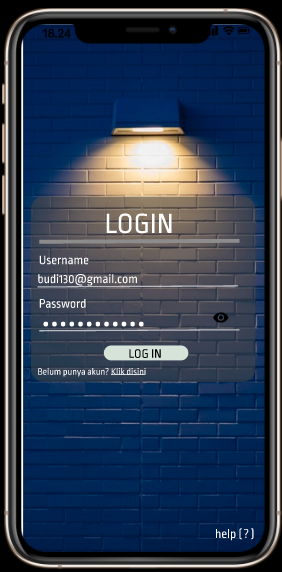 18.24
LOGIN
Username
budi130@gmail.com
Password
LOG IN
Belum punya akun? Klik disini
help [?]